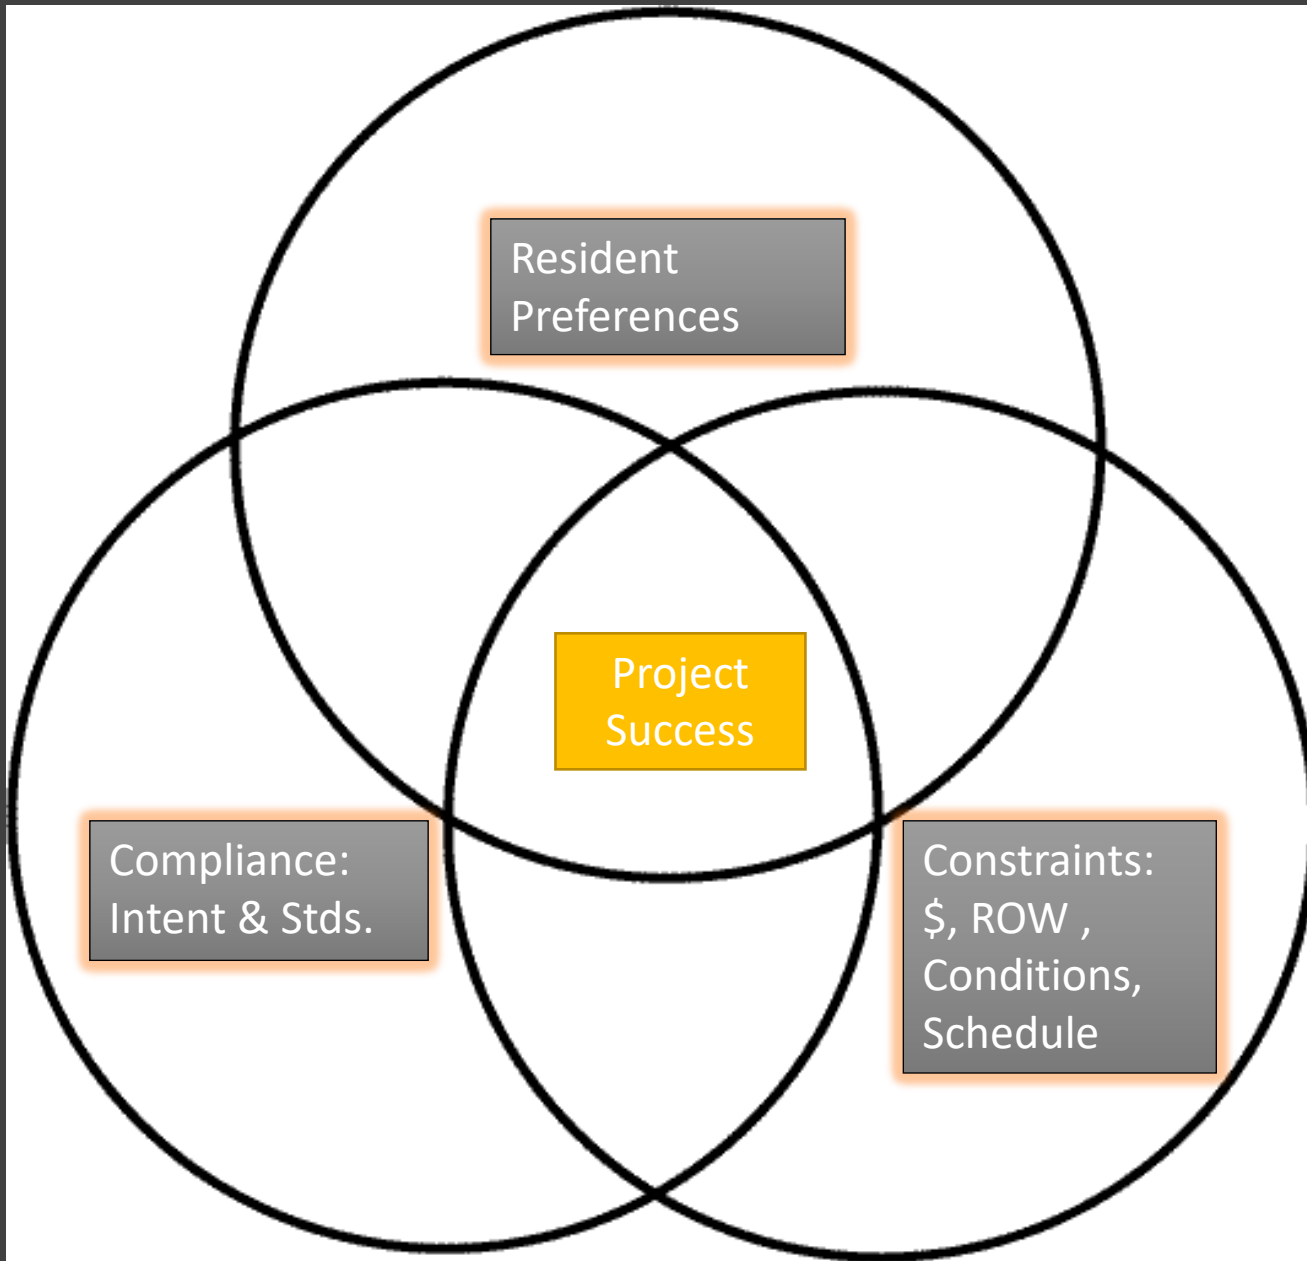 Resident
Preferences
Project
Success
Compliance:
Intent & Stds.
Constraints:
$, ROW ,
Conditions,
Schedule